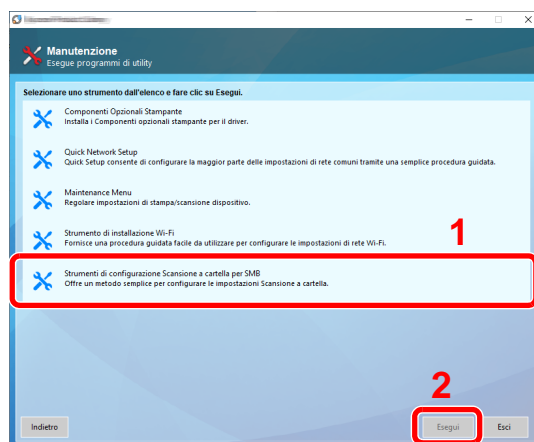 Manutenzione
Esegue programmi di utility
Selezionare uno strumento dall'elenco e fare clic su Esegui.
Componenti Opzionali Stampante
Installa i Componenti opzionali stampante per il driver.
Quick Network Setup
Quick Setup consente di configurare la maggior parte delle impostazioni di rete comuni tramite una semplice procedura guidata.
Maintenance Menu
Regolare impostazioni di stampa/scansione dispositivo.
Strumento di installazione Wi-Fi
Fornisce una procedura guidata facile da utilizzare per configurare le impostazioni di rete Wi-Fi.
1
Strumenti di configurazione Scansione a cartella per SMB
Offre un metodo semplice per configurare le impostazioni Scansione a cartella.
2
Indietro
Esegui
Esci